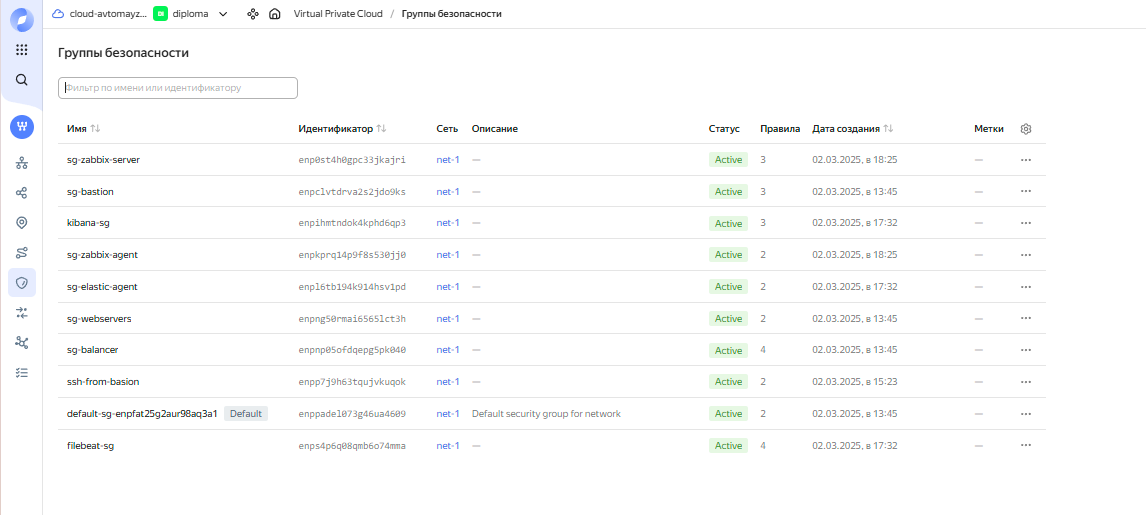 cloud-avtomayz... diploma Virtual Private Cloud / Группы безопасности
Группы безопасности
Фильтр по имени или идентификатору
Имя Идентификатор Сеть Описание Статус Правила Дата создания Метки
sg-zabbix-server enp0st4h0gpc33jkajri net-1 — Active 3 02.03.2025, в 18:25 —
sg-bastion enpclvtdrva2s2jdo9ks net-1 — Active 3 02.03.2025, в 13:45 —
kibana-sg enpihmtndok4kphd6qp3 net-1 — Active 3 02.03.2025, в 17:32 —
sg-zabbix-agent enpkprq14p9f8s530jj0 net-1 — Active 2 02.03.2025, в 18:25 —
sg-elastic-agent enpl6tb194k914hsv1pd net-1 — Active 2 02.03.2025, в 17:32 —
sg-webservers enpng50rmai6565lct3h net-1 — Active 2 02.03.2025, в 13:45 —
sg-balancer enpnp05ofdqepg5pk040 net-1 — Active 4 02.03.2025, в 13:45 —
ssh-from-basion enpp7j9h63tqujvkuqok net-1 — Active 2 02.03.2025, в 15:23 —
default-sg-enpfat25g2aur98aq3a1 Default enppadel073g46ua4609 net-1 Default security group for network Active 2 02.03.2025, в 13:45 —
filebeat-sg enps4p6q08qmb6o74mma net-1 — Active 4 02.03.2025, в 17:32 —